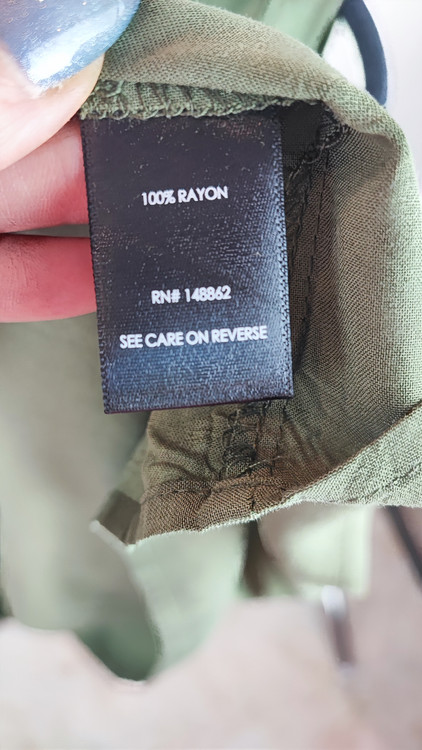 100% RAYON
RN# 148862
SEE CARE ON REVERSE